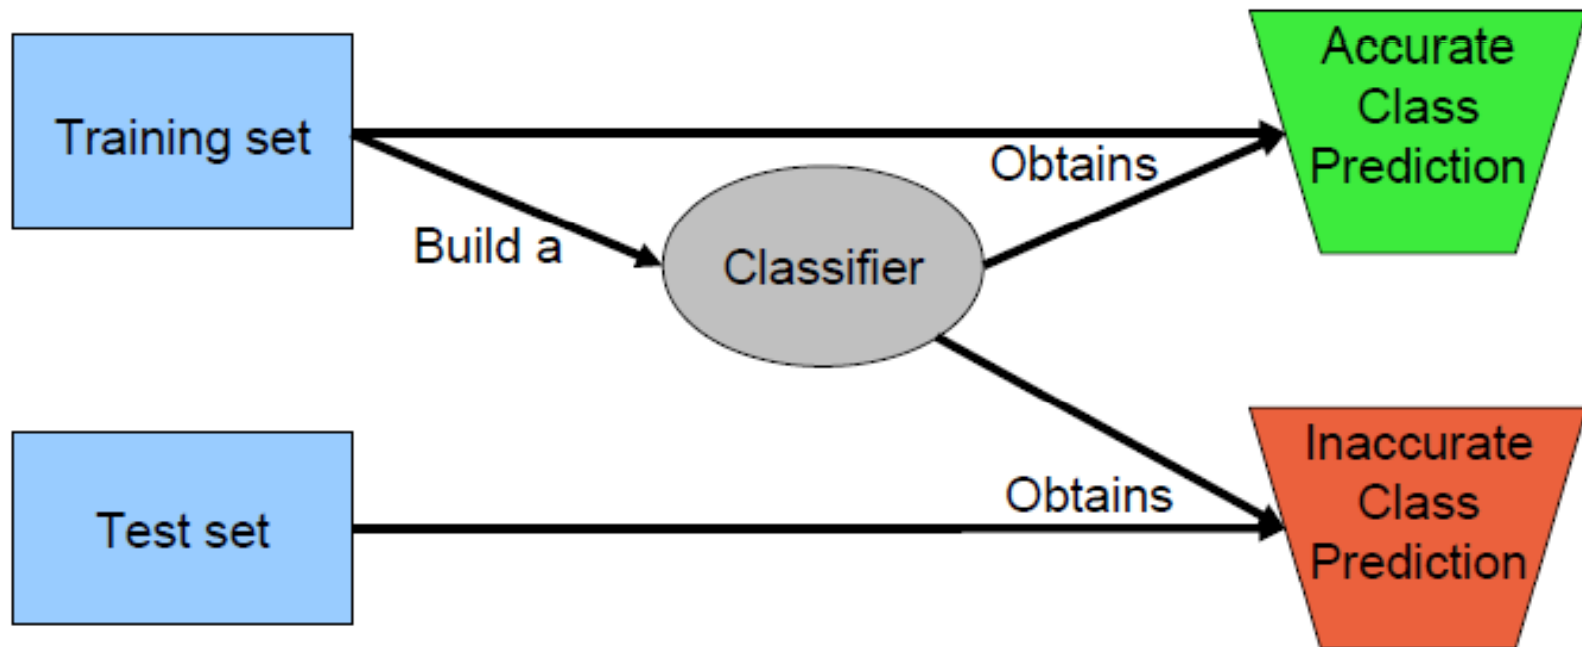 Training set
Accurate
Class
Prediction
Obtains
Build a
Classifier
Test set
Obtains
Inaccurate
Class
Prediction